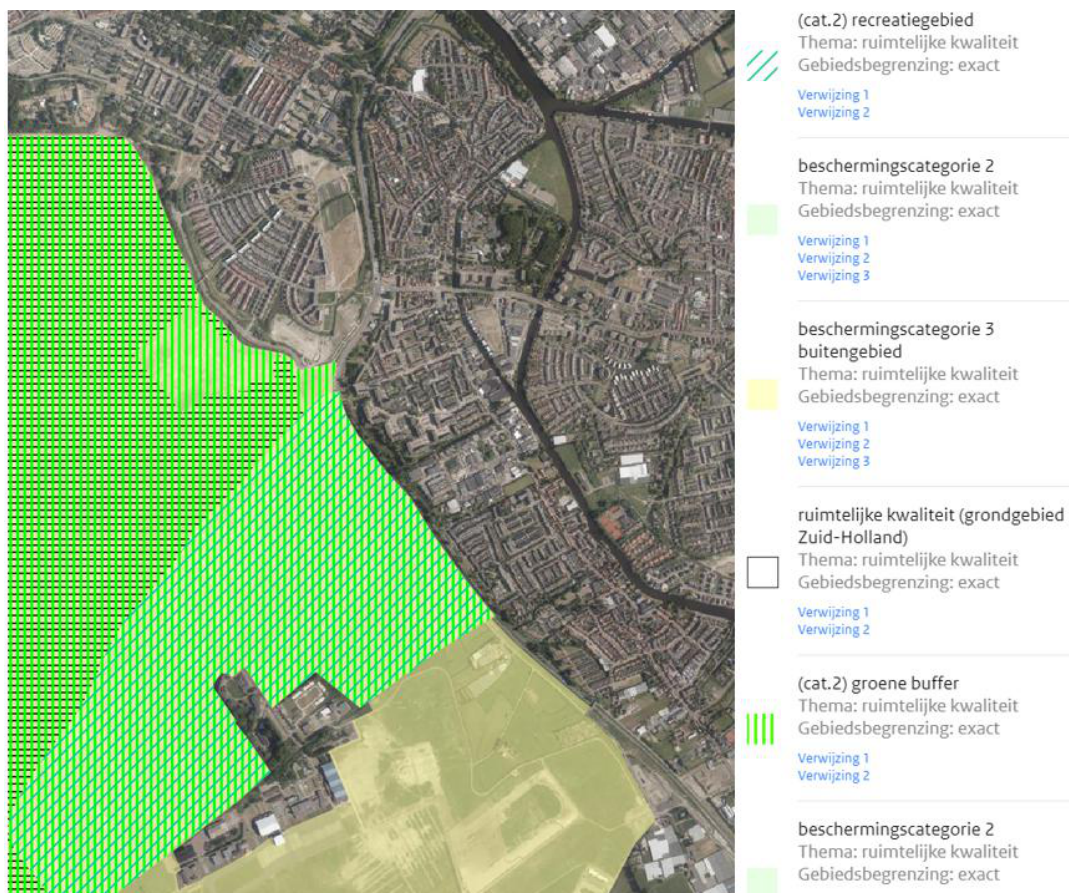 (cat.2) recreatiegebied
Thema: ruimtelijke kwaliteit
Gebiedsbegrenzing: exact
Verwijzing 1
Verwijzing 2
beschermingscategorie 2
Thema: ruimtelijke kwaliteit
Gebiedsbegrenzing: exact
Verwijzing 1
Verwijzing 2
Verwijzing 3
beschermingscategorie 3
buitengebied
Thema: ruimtelijke kwaliteit
Gebiedsbegrenzing: exact
Verwijzing 1
Verwijzing 2
Verwijzing 3
ruimtelijke kwaliteit (grondgebied
Zuid-Holland)
Thema: ruimtelijke kwaliteit
Gebiedsbegrenzing: exact
Verwijzing 1
Verwijzing 2
(cat.2) groene buffer
Thema: ruimtelijke kwaliteit
Gebiedsbegrenzing: exact
Verwijzing 1
Verwijzing 2
beschermingscategorie 2
Thema: ruimtelijke kwaliteit
Gebiedsbegrenzing: exact